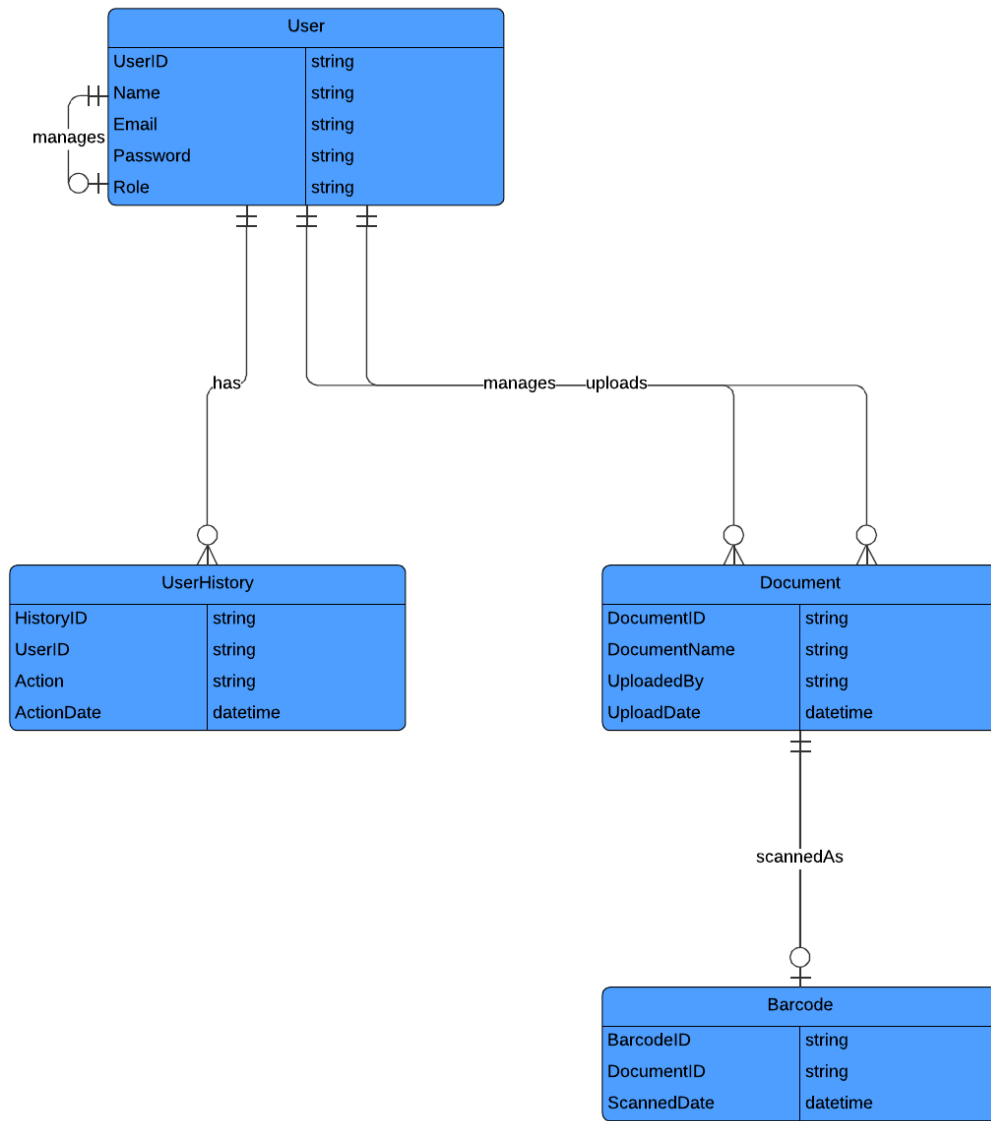 User
UserID string
Name string
manages
Email string
Password string
Role string
has
manages uploads
UserHistory
HistoryID string
UserID string
Action string
ActionDate datetime
Document
DocumentID string
DocumentName string
UploadedBy string
UploadDate datetime
scannedAs
Barcode
BarcodeID string
DocumentID string
ScannedDate datetime